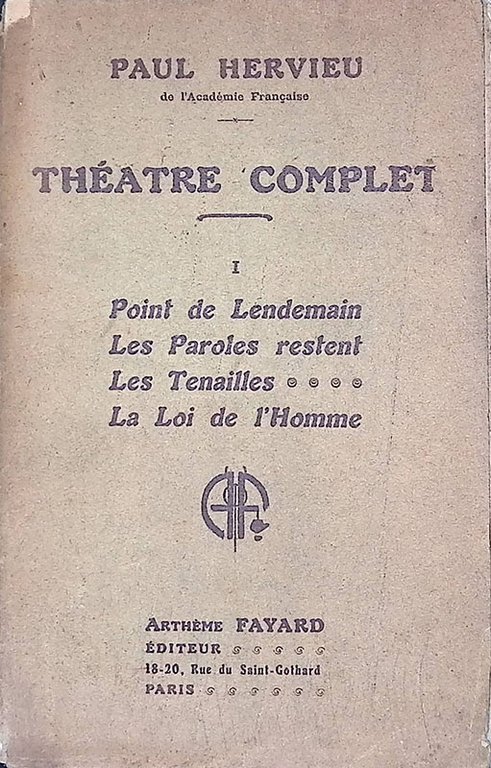 PAUL HERVIEU
de l'Académie Française
THÉATRE COMPLET
I
Point de Lendemain
Les Paroles restent
Les Tenailles
La Loi de l'Homme
AF
ARTHÈME FAYARD
ÉDITEUR
18-20, Rue du Saint-Gothard
PARIS